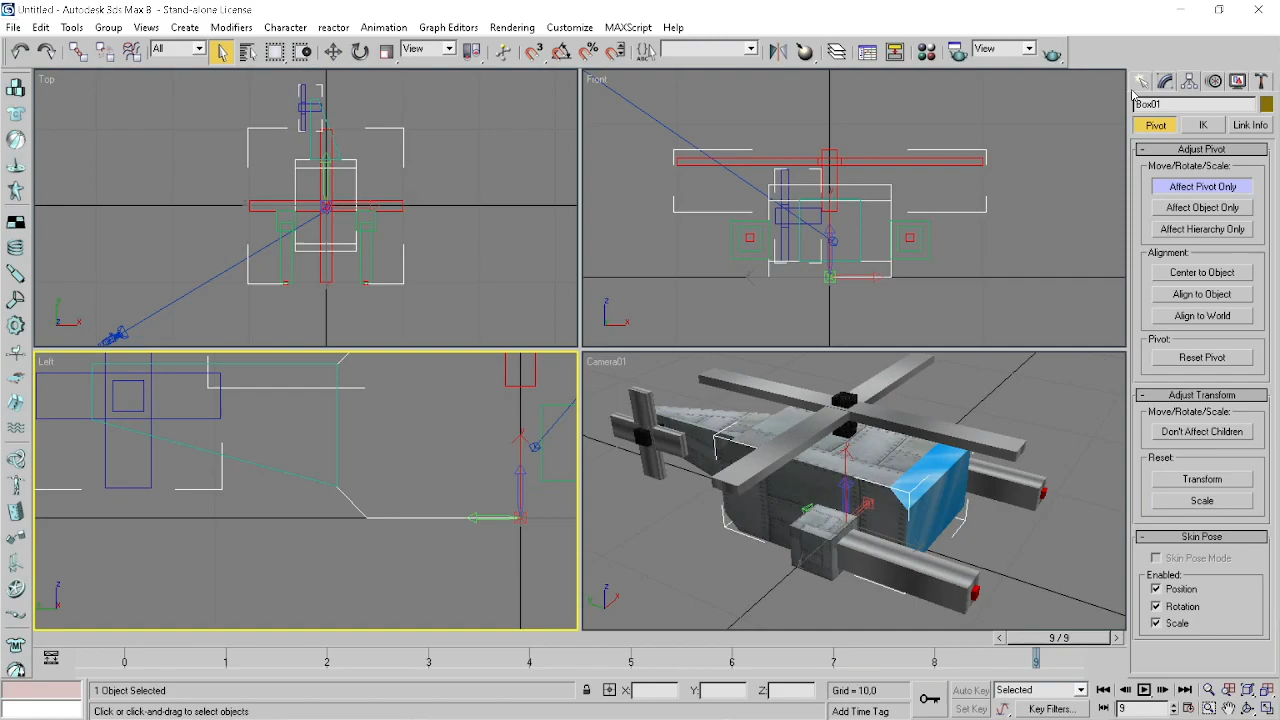 Untitled - Autodesk 3ds Max 8 - Stand-alone License
File Edit Tools Group Views Create Modifiers Character reactor Animation Graph Editors Rendering Customize MAXScript Help
All View 3 % ABC View
Top Front
Box01
Pivot IK Link Info
- Adjust Pivot
Move/Rotate/Scale:
Affect Pivot Only
Affect Object Only
Affect Hierarchy Only
Alignment:
Center to Object
Align to Object
Align to World
Pivot:
Reset Pivot
- Adjust Transform
Move/Rotate/Scale:
Don't Affect Children
Reset:
Transform
Scale
- Skin Pose
Skin Pose Mode
Enabled:
Position
Rotation
Scale
Left Camera01
< 9 / 9 >
0 1 2 3 4 5 6 7 8 9
1 Object Selected X: Y: Z: Grid = 10,0 Auto Key Selected
Click or click-and-drag to select objects Add Time Tag Set Key Key Filters... 9